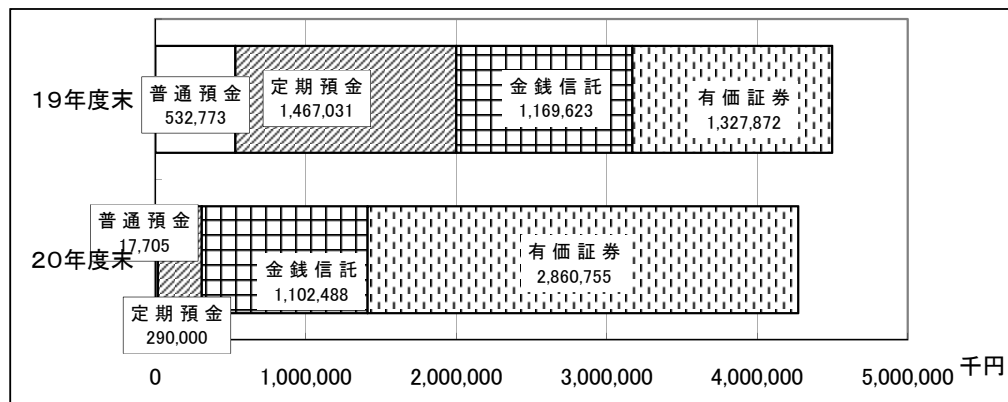 19年度末
普通預金
532,773
定期預金
1,467,031
金銭信託
1,169,623
有価証券
1,327,872
20年度末
普通預金
17,705
定期預金
290,000
金銭信託
1,102,488
有価証券
2,860,755
0 1,000,000 2,000,000 3,000,000 4,000,000 5,000,000 千円